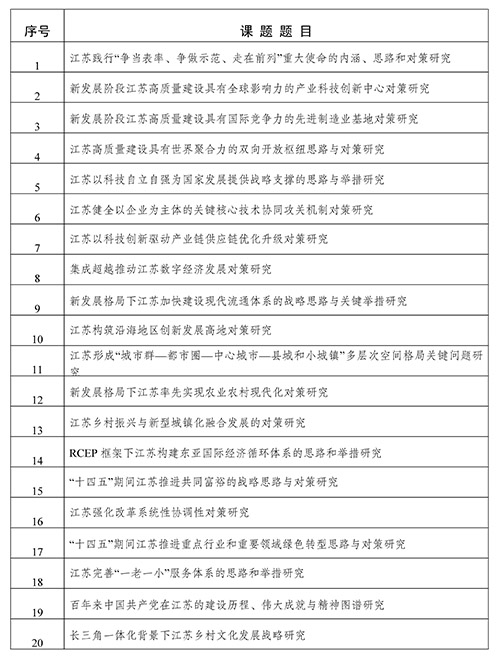 序号 课题题目
1 江苏践行“争当表率、争做示范、走在前列”重大使命的内涵、思路和对策研究
2 新发展阶段江苏高质量建设具有全球影响力的产业科技创新中心对策研究
3 新发展阶段江苏高质量建设具有国际竞争力的先进制造业基地对策研究
4 江苏高质量建设具有世界聚合力的双向开放枢纽思路与对策研究
5 江苏以科技自立自强为国家发展提供战略支撑的思路与举措研究
6 江苏健全以企业为主体的关键核心技术协同攻关机制对策研究
7 江苏以科技创新驱动产业链供应链优化升级对策研究
8 集成超越推动江苏数字经济发展对策研究
9 新发展格局下江苏加快建设现代流通体系的战略思路与关键举措研究
10 江苏构筑沿海地区创新发展高地对策研究
11 江苏形成“城市群—都市圈—中心城市—县城和小城镇”多层次空间格局关键问题研
究
12 新发展格局下江苏率先实现农业农村现代化对策研究
13 江苏乡村振兴与新型城镇化融合发展的对策研究
14 RCEP 框架下江苏构建东亚国际经济循环体系的思路和举措研究
15 “十四五”期间江苏推进共同富裕的战略思路与对策研究
16 江苏强化改革系统性协调性对策研究
17 “十四五”期间江苏推进重点行业和重要领域绿色转型思路与对策研究
18 江苏完善“一老一小”服务体系的思路和举措研究
19 百年来中国共产党在江苏的建设历程、伟大成就与精神图谱研究
20 长三角一体化背景下江苏乡村文化发展战略研究